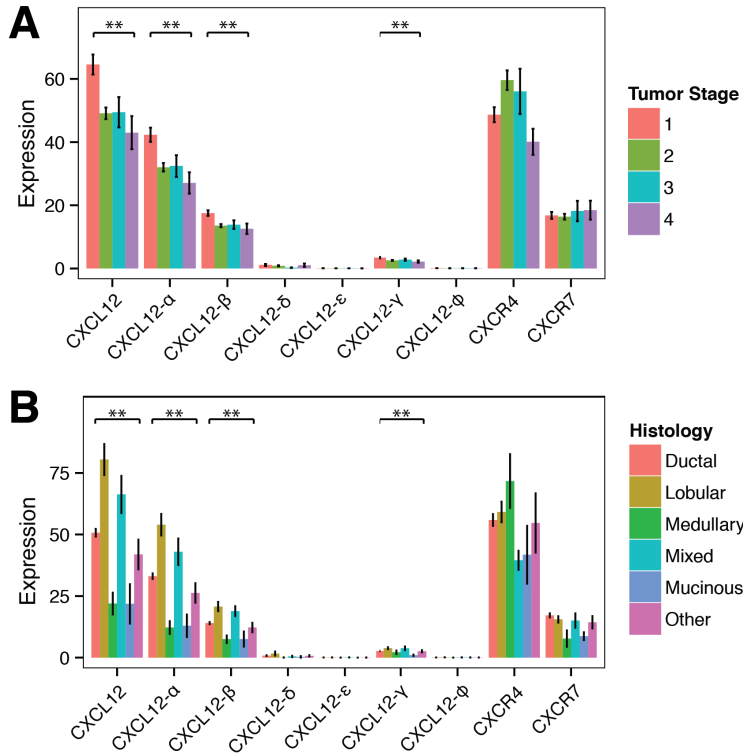 A
** ** ** **
Expression
60
40
20
0
CXCL12 CXCL12-α CXCL12-β CXCL12-δ CXCL12-ε CXCL12-γ CXCL12-φ CXCR4 CXCR7
Tumor Stage
1
2
3
4
B
** ** ** **
Expression
75
50
25
0
CXCL12 CXCL12-α CXCL12-β CXCL12-δ CXCL12-ε CXCL12-γ CXCL12-φ CXCR4 CXCR7
Histology
Ductal
Lobular
Medullary
Mixed
Mucinous
Other